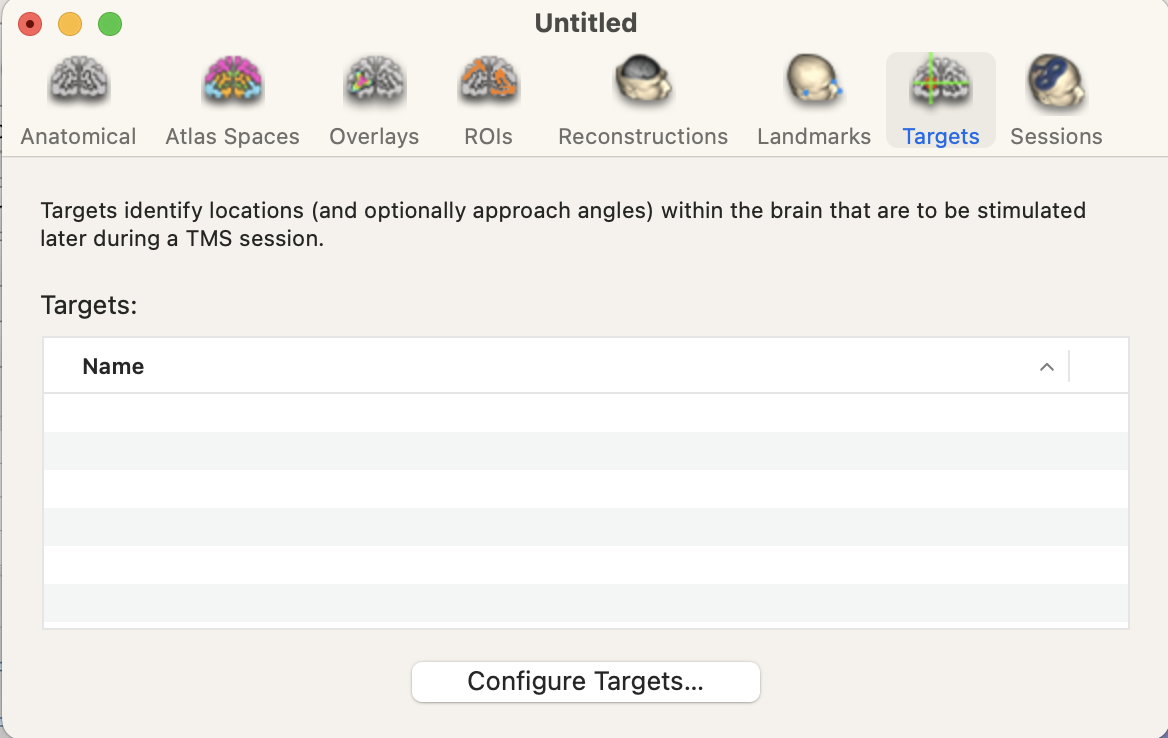 Untitled
Anatomical Atlas Spaces Overlays ROIs Reconstructions Landmarks Targets Sessions
Targets identify locations (and optionally approach angles) within the brain that are to be stimulated
later during a TMS session.
Targets:
Name
Configure Targets...